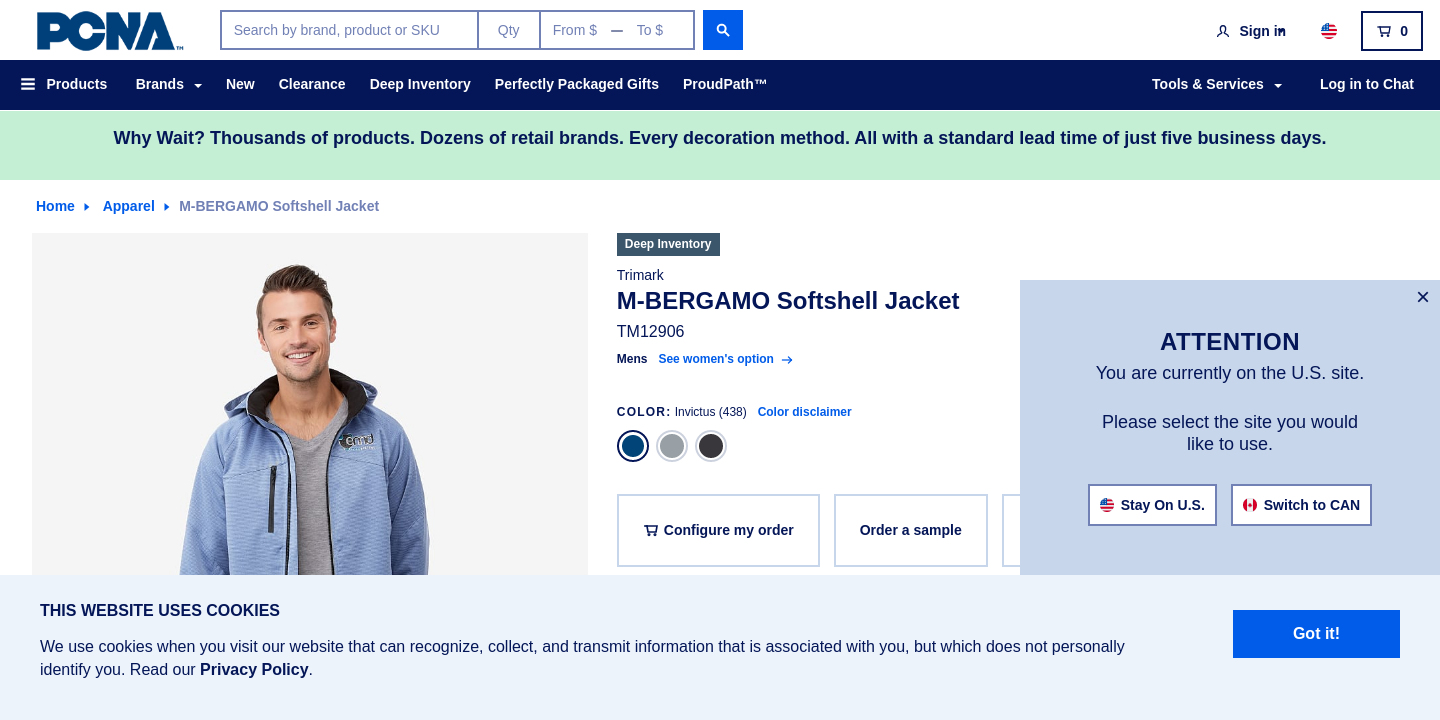 PCNA™
Search by brand, product or SKU
Qty
From $ — To $
Sign in
0
Products
Brands
New
Clearance
Deep Inventory
Perfectly Packaged Gifts
ProudPath™
Tools & Services
Log in to Chat
Why Wait? Thousands of products. Dozens of retail brands. Every decoration method. All with a standard lead time of just five business days.
Home
Apparel
M-BERGAMO Softshell Jacket
Deep Inventory
Trimark
M-BERGAMO Softshell Jacket
TM12906
Mens See women's option
COLOR: Invictus (438) Color disclaimer
Configure my order
Order a sample
ATTENTION
You are currently on the U.S. site.
Please select the site you would
like to use.
Stay On U.S.
Switch to CAN
THIS WEBSITE USES COOKIES
We use cookies when you visit our website that can recognize, collect, and transmit information that is associated with you, but which does not personally
identify you. Read our Privacy Policy.
Got it!